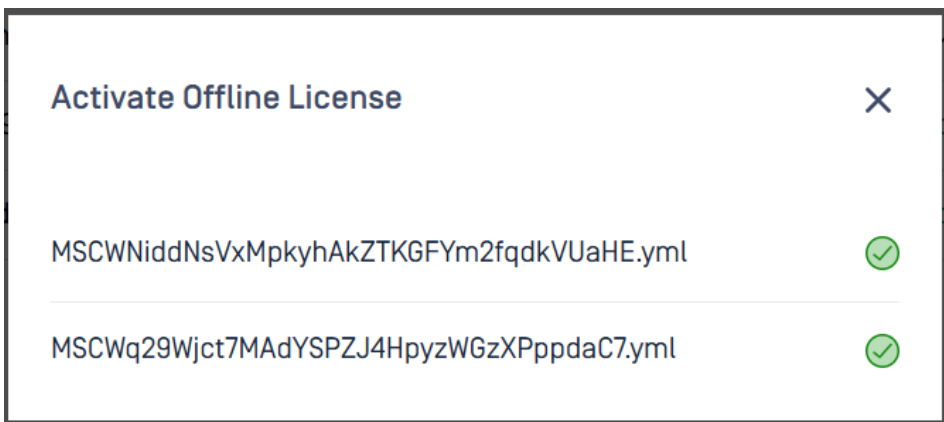 Activate Offline License
MSCWNiddNsVxMpkyhAkZTKGFYm2fqdkVUaHE.yml
MSCWq29Wjct7MAdYSPZJ4HpyzWGzXPppdaC7.yml